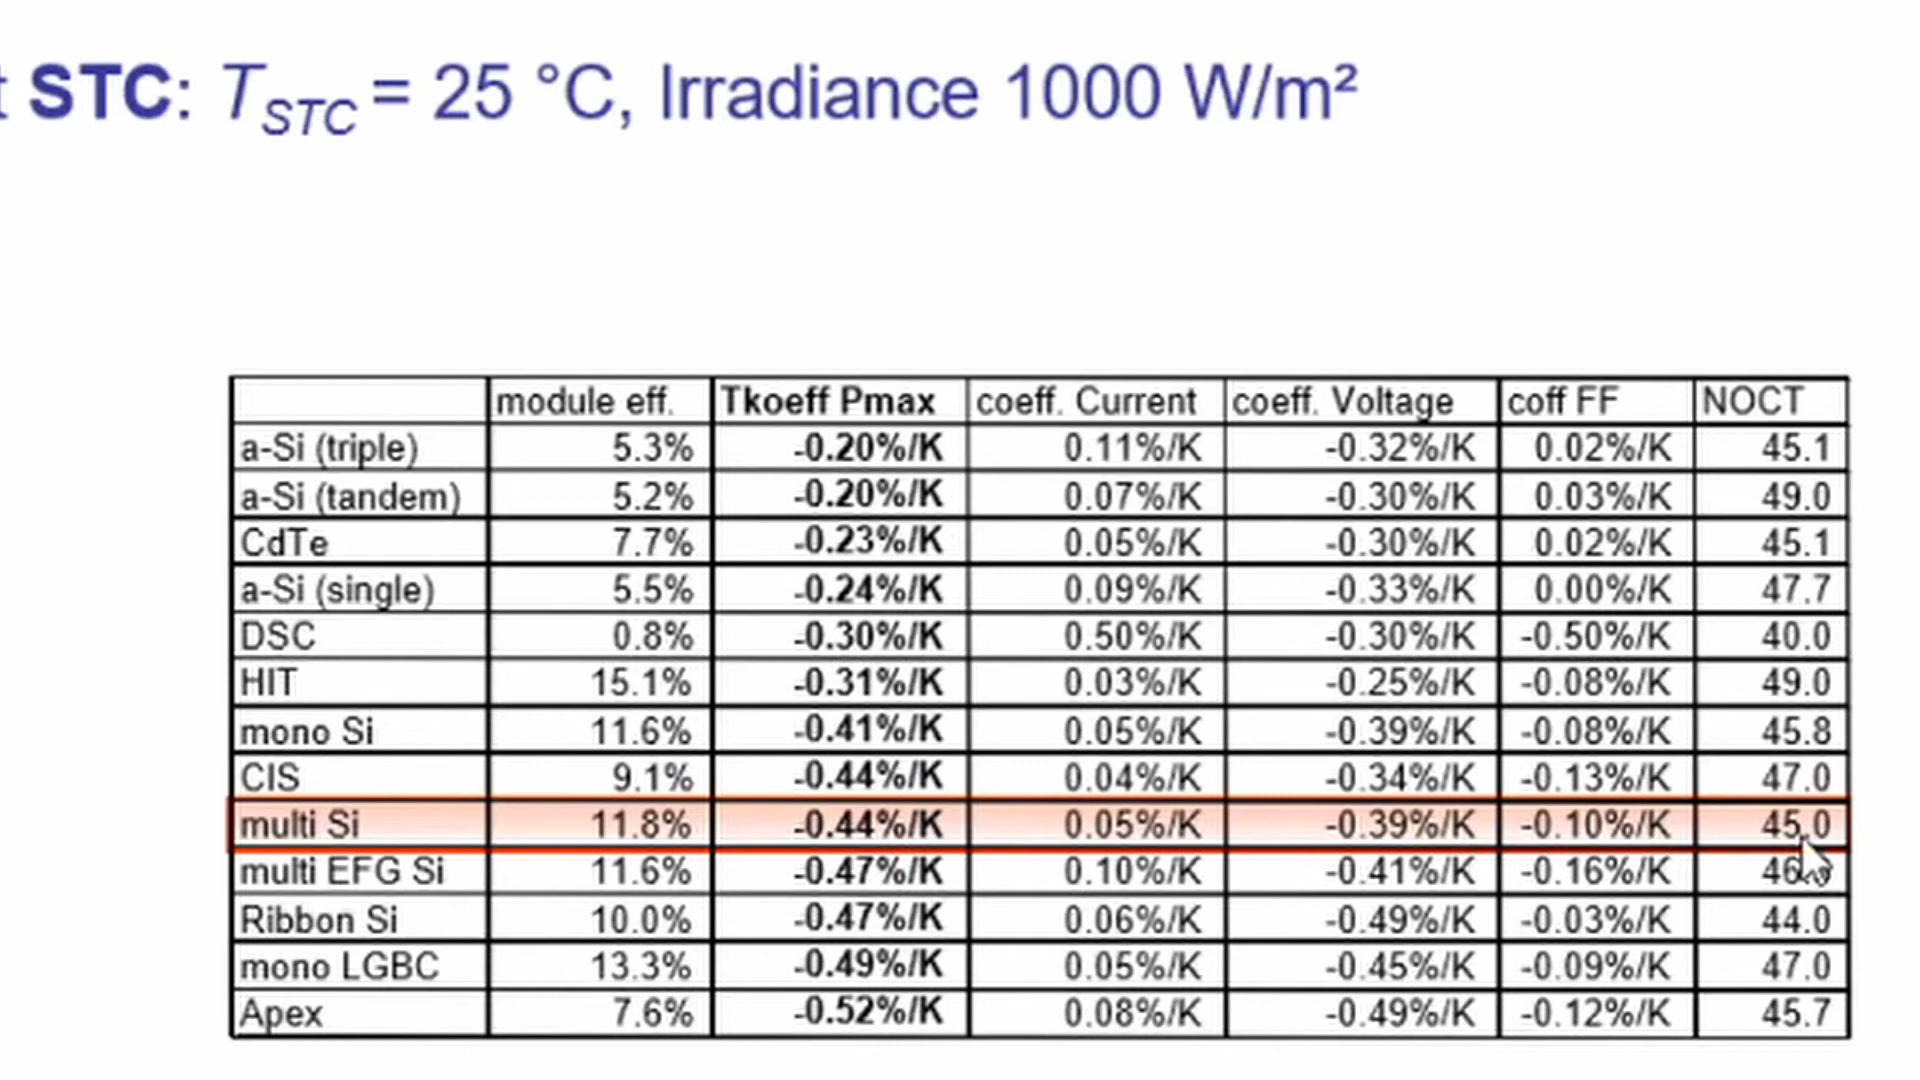 STC: TSTC = 25 °C, Irradiance 1000 W/m²
module eff. Tkoeff Pmax coeff. Current coeff. Voltage coff FF NOCT
a-Si (triple) 5.3% -0.20%/K 0.11%/K -0.32%/K 0.02%/K 45.1
a-Si (tandem) 5.2% -0.20%/K 0.07%/K -0.30%/K 0.03%/K 49.0
CdTe 7.7% -0.23%/K 0.05%/K -0.30%/K 0.02%/K 45.1
a-Si (single) 5.5% -0.24%/K 0.09%/K -0.33%/K 0.00%/K 47.7
DSC 0.8% -0.30%/K 0.50%/K -0.30%/K -0.50%/K 40.0
HIT 15.1% -0.31%/K 0.03%/K -0.25%/K -0.08%/K 49.0
mono Si 11.6% -0.41%/K 0.05%/K -0.39%/K -0.08%/K 45.8
CIS 9.1% -0.44%/K 0.04%/K -0.34%/K -0.13%/K 47.0
multi Si 11.8% -0.44%/K 0.05%/K -0.39%/K -0.10%/K 45.0
multi EFG Si 11.6% -0.47%/K 0.10%/K -0.41%/K -0.16%/K
Ribbon Si 10.0% -0.47%/K 0.06%/K -0.49%/K -0.03%/K 44.0
mono LGBC 13.3% -0.49%/K 0.05%/K -0.45%/K -0.09%/K 47.0
Apex 7.6% -0.52%/K 0.08%/K -0.49%/K -0.12%/K 45.7